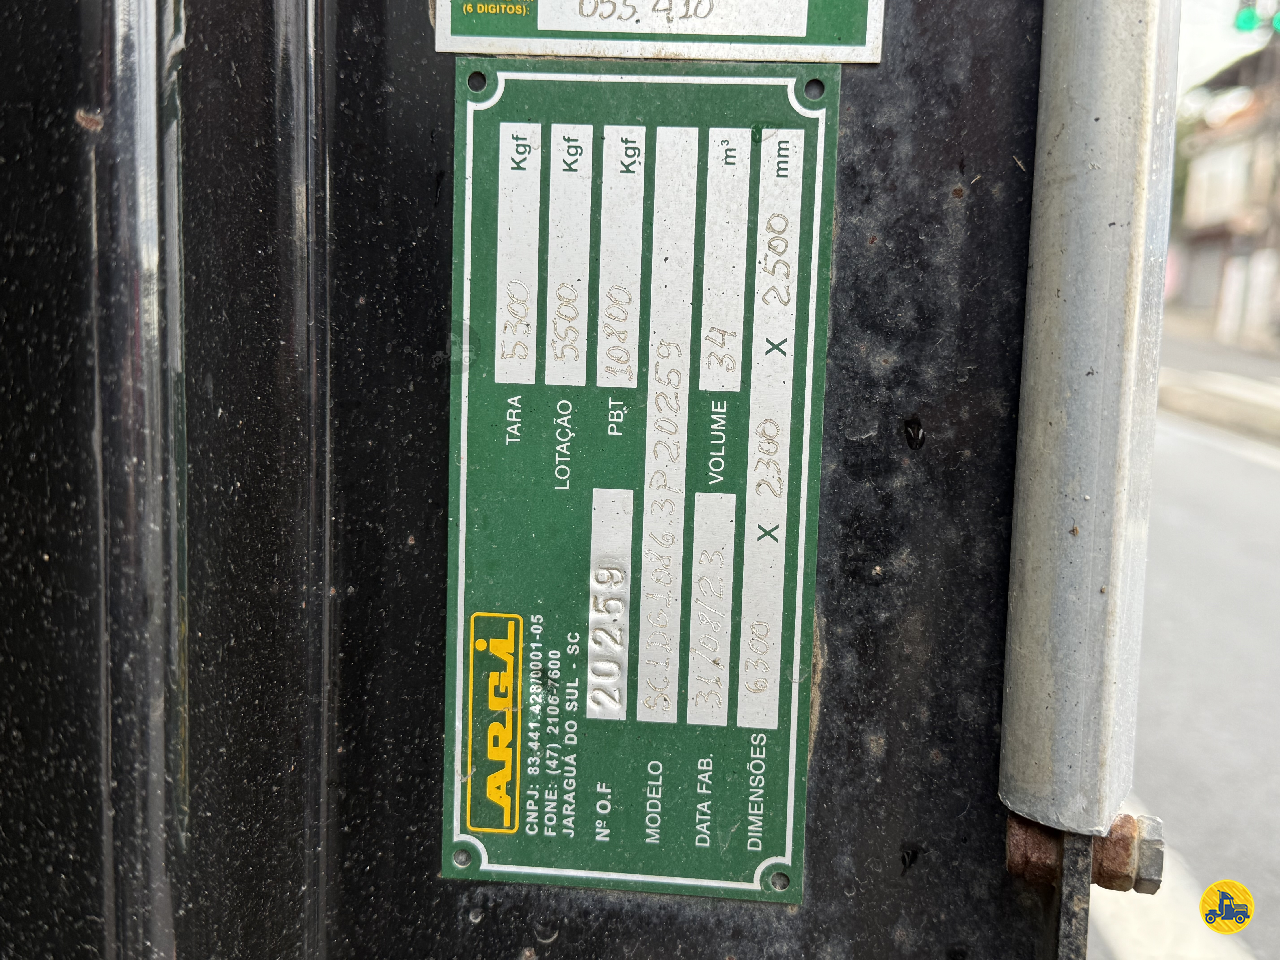 (6 DIGITOS): 055.410
ARGI
CNPJ: 83.441.428/0001-05
FONE: (47) 2106-7600
JARAGUÁ DO SUL - SC
TARA 5300 Kgf
LOTAÇÃO 5500 Kgf
Nº O.F 20259 PBT 10800 Kgf
MODELO
DATA FAB. 31/08/23 VOLUME 34 m³
DIMENSÕES 6300 X 2300 X 2500 mm